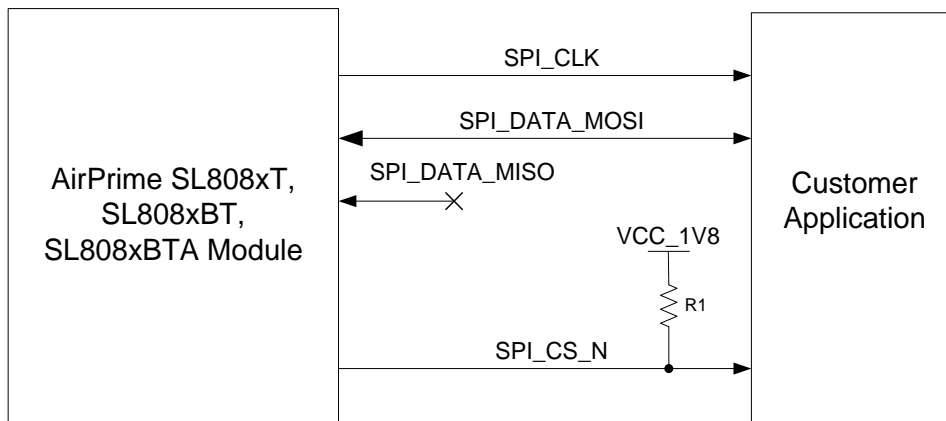 SPI_CLK
SPI_DATA_MOSI
SPI_DATA_MISO
AirPrime SL808xT,
SL808xBT,
SL808xBTA Module
Customer
Application
VCC_1V8
R1
SPI_CS_N